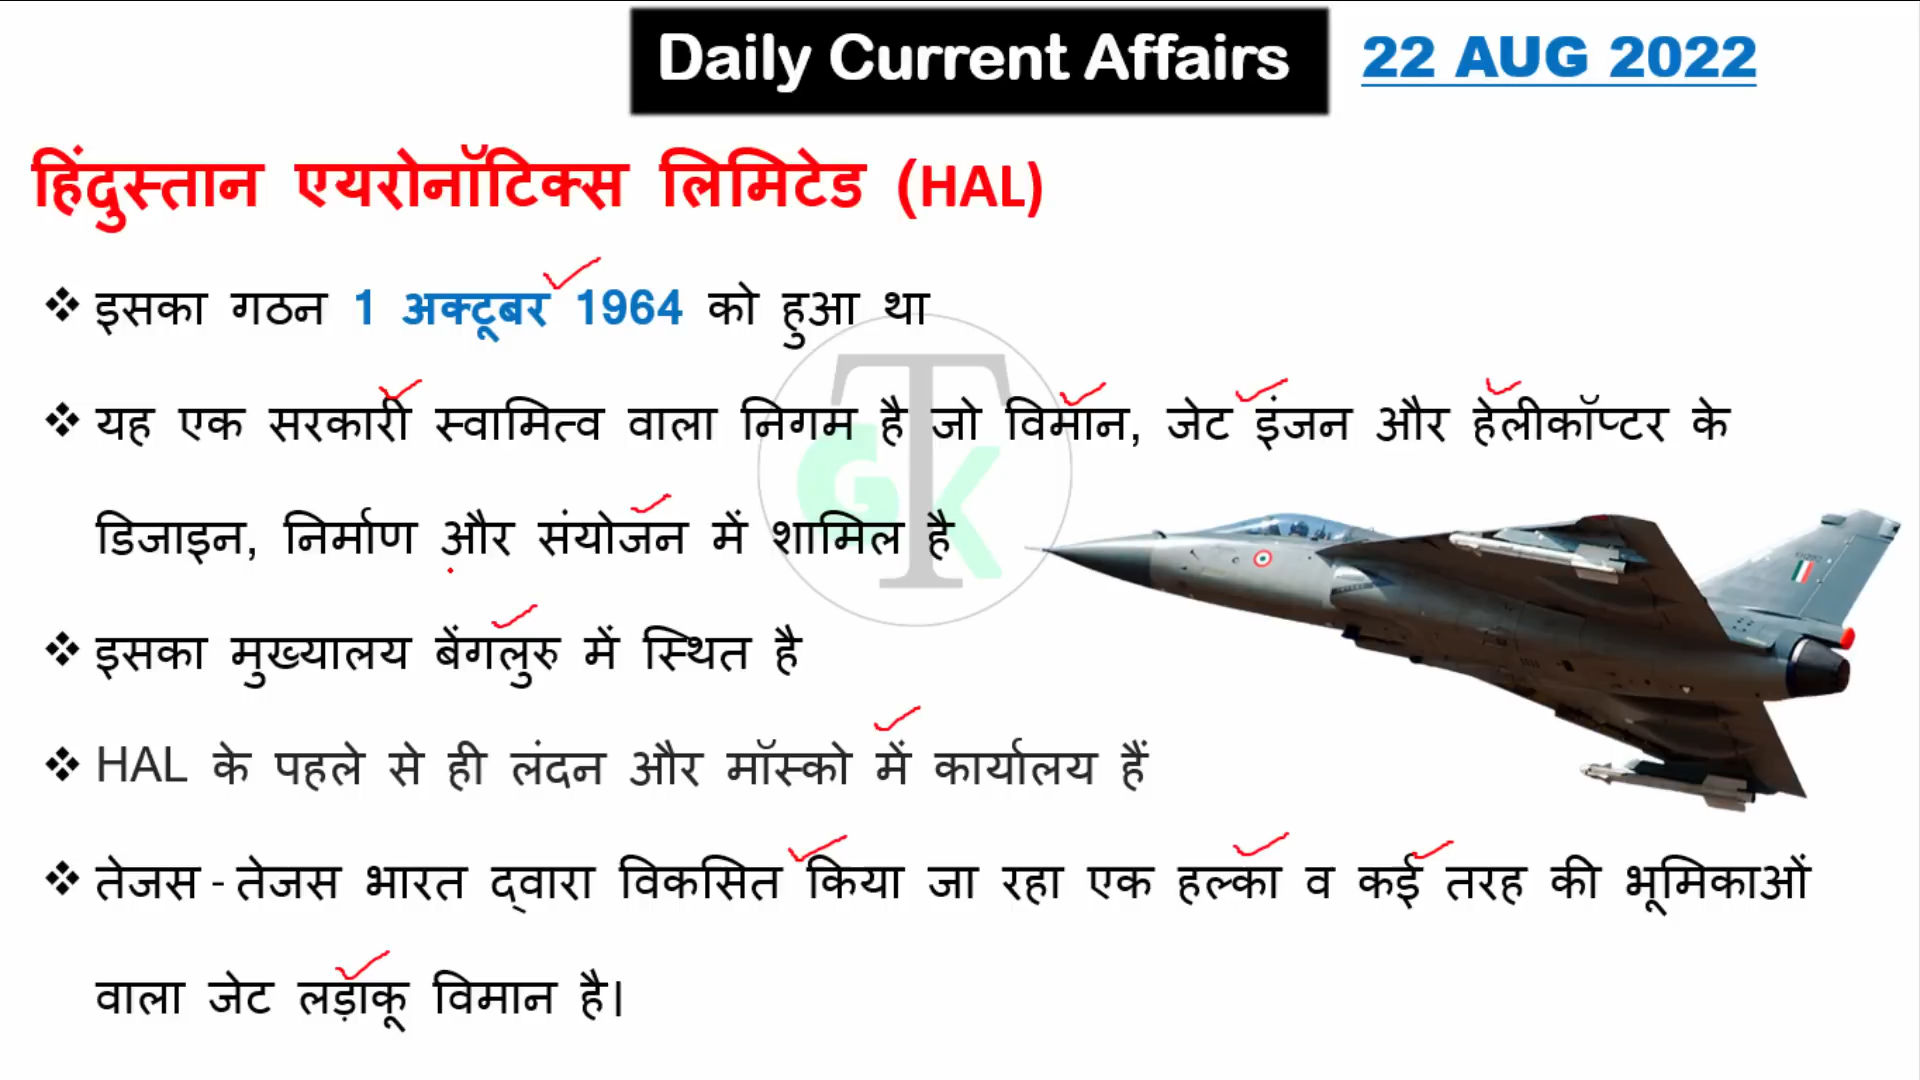 Daily Current Affairs 22 AUG 2022
हिंदुस्तान एयरोनॉटिक्स लिमिटेड (HAL)
❖ इसका गठन 1 अक्टूबर 1964 को हुआ था
❖ यह एक सरकारी स्वामित्व वाला निगम है जो विमान, जेट इंजन और हेलीकॉप्टर के
डिजाइन, निर्माण और संयोजन में शामिल है
❖ इसका मुख्यालय बेंगलुरु में स्थित है
❖ HAL के पहले से ही लंदन और मॉस्को में कार्यालय हैं
❖ तेजस - तेजस भारत द्वारा विकसित किया जा रहा एक हल्का व कई तरह की भूमिकाओं
वाला जेट लड़ाकू विमान है।
GTK